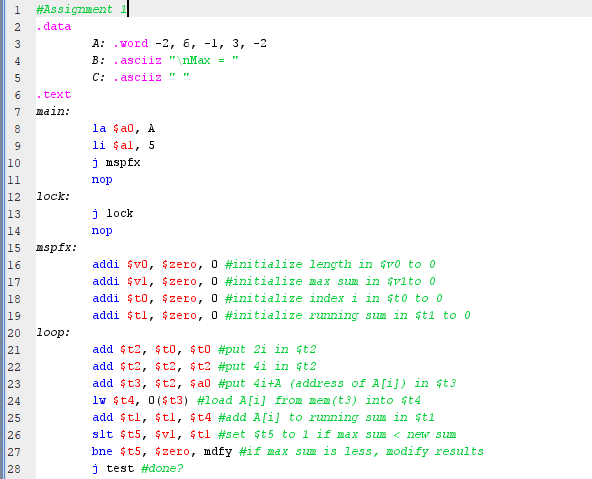 1 #Assignment 1
2 .data
3 A: .word -2, 6, -1, 3, -2
4 B: .asciiz "\nMax = "
5 C: .asciiz " "
6 .text
7 main:
8 la $a0, A
9 li $a1, 5
10 j mspfx
11 nop
12 lock:
13 j lock
14 nop
15 mspfx:
16 addi $v0, $zero, 0 #initialize length in $v0 to 0
17 addi $v1, $zero, 0 #initialize max sum in $v1to 0
18 addi $t0, $zero, 0 #initialize index i in $t0 to 0
19 addi $t1, $zero, 0 #initialize running sum in $t1 to 0
20 loop:
21 add $t2, $t0, $t0 #put 2i in $t2
22 add $t2, $t2, $t2 #put 4i in $t2
23 add $t3, $t2, $a0 #put 4i+A (address of A[i]) in $t3
24 lw $t4, 0($t3) #load A[i] from mem(t3) into $t4
25 add $t1, $t1, $t4 #add A[i] to running sum in $t1
26 slt $t5, $v1, $t1 #set $t5 to 1 if max sum < new sum
27 bne $t5, $zero, mdfy #if max sum is less, modify results
28 j test #done?